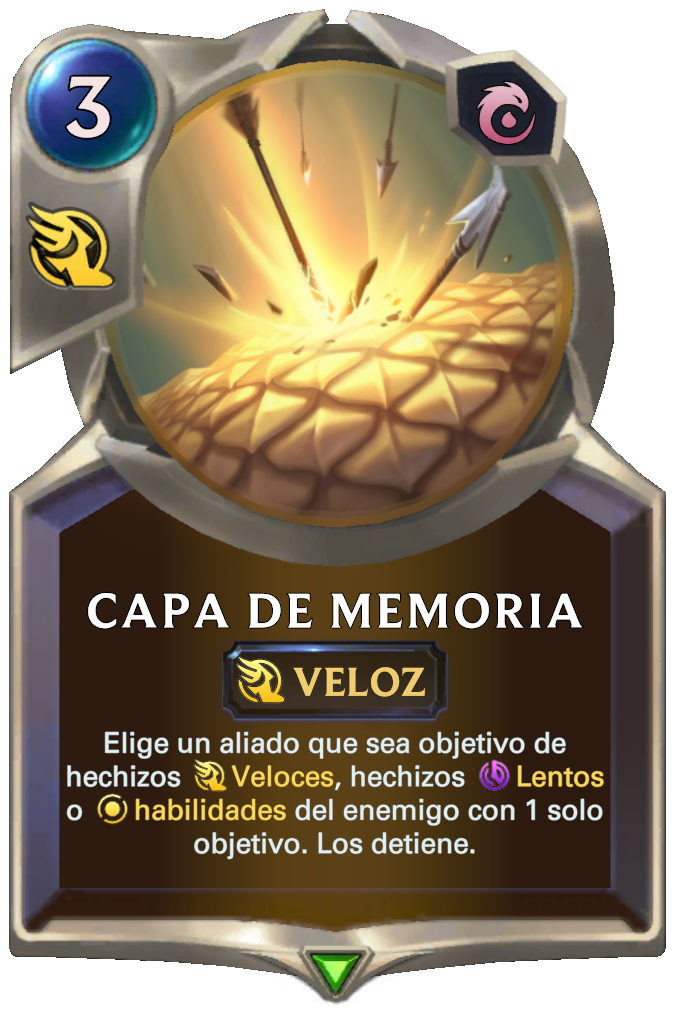 3
CAPA DE MEMORIA
VELOZ
Elige un aliado que sea objetivo de
hechizos Veloces, hechizos Lentos
o habilidades del enemigo con 1 solo
objetivo. Los detiene.